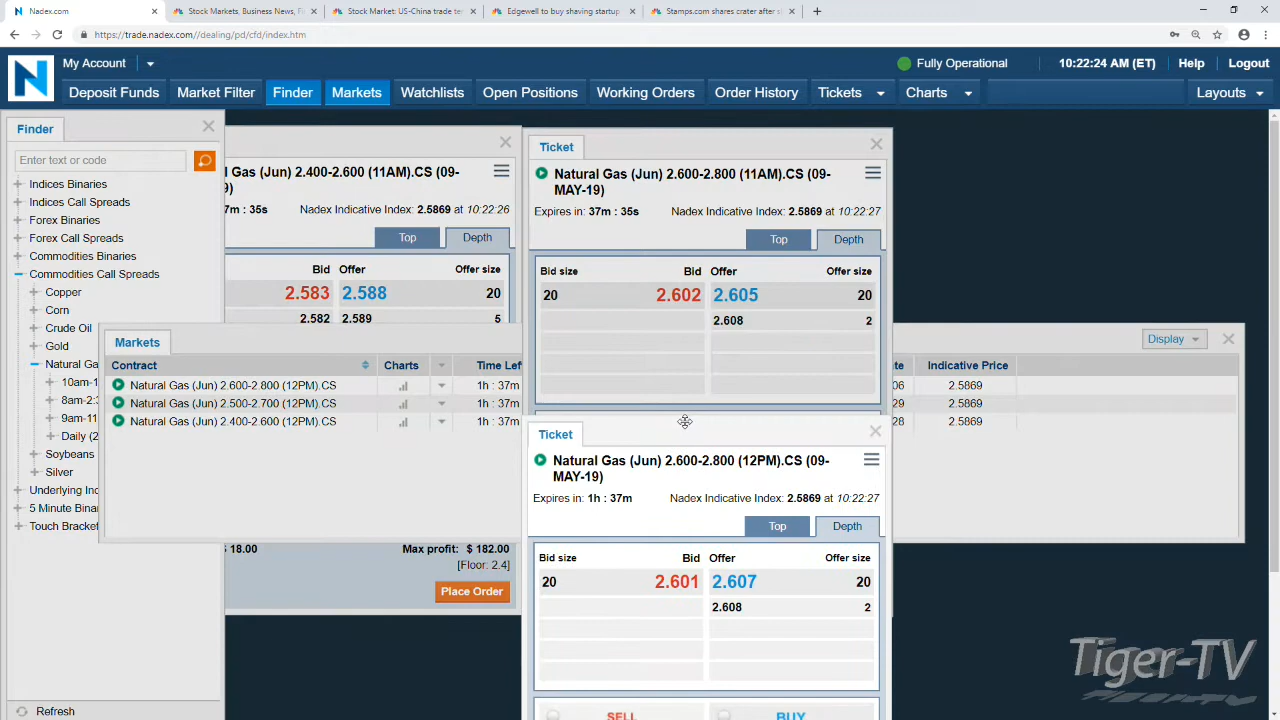 Nadex.com
Stock Markets, Business News, Fi
Stock Market: US-China trade te
Edgewell to buy shaving startup
Stamps.com shares crater after
https://trade.nadex.com//dealing/pd/cfd/index.htm
N
My Account
Fully Operational
10:22:24 AM (ET)
Help
Logout
Deposit Funds
Market Filter
Finder
Markets
Watchlists
Open Positions
Working Orders
Order History
Tickets
Charts
Layouts
Finder
Enter text or code
Indices Binaries
Indices Call Spreads
Forex Binaries
Forex Call Spreads
Commodities Binaries
Commodities Call Spreads
Copper
Corn
Crude Oil
Gold
Natural Ga
10am-1
8am-2:
9am-11
Daily (2
Soybeans
Silver
Underlying Ind
5 Minute Binar
Touch Bracket
Refresh
l Gas (Jun) 2.400-2.600 (11AM).CS (09-
)
7m : 35s
Nadex Indicative Index: 2.5869 at 10:22:26
Top
Depth
Bid Offer Offer size
2.583 2.588 20
2.582 2.589 5
$ 18.00
Max profit: $ 182.00
[Floor: 2.4]
Place Order
Ticket
Natural Gas (Jun) 2.600-2.800 (11AM).CS (09-
MAY-19)
Expires in: 37m : 35s
Nadex Indicative Index: 2.5869 at 10:22:27
Top
Depth
Bid size Bid Offer Offer size
20 2.602 2.605 20
2.608 2
Markets
Display
Contract Charts Time Lef
te Indicative Price
Natural Gas (Jun) 2.600-2.800 (12PM).CS 1h : 37m
06 2.5869
Natural Gas (Jun) 2.500-2.700 (12PM).CS 1h : 37m
29 2.5869
Natural Gas (Jun) 2.400-2.600 (12PM).CS 1h : 37m
28 2.5869
Ticket
Natural Gas (Jun) 2.600-2.800 (12PM).CS (09-
MAY-19)
Expires in: 1h : 37m
Nadex Indicative Index: 2.5869 at 10:22:27
Top
Depth
Bid size Bid Offer Offer size
20 2.601 2.607 20
2.608 2
SELL
BUY
Tiger-TV